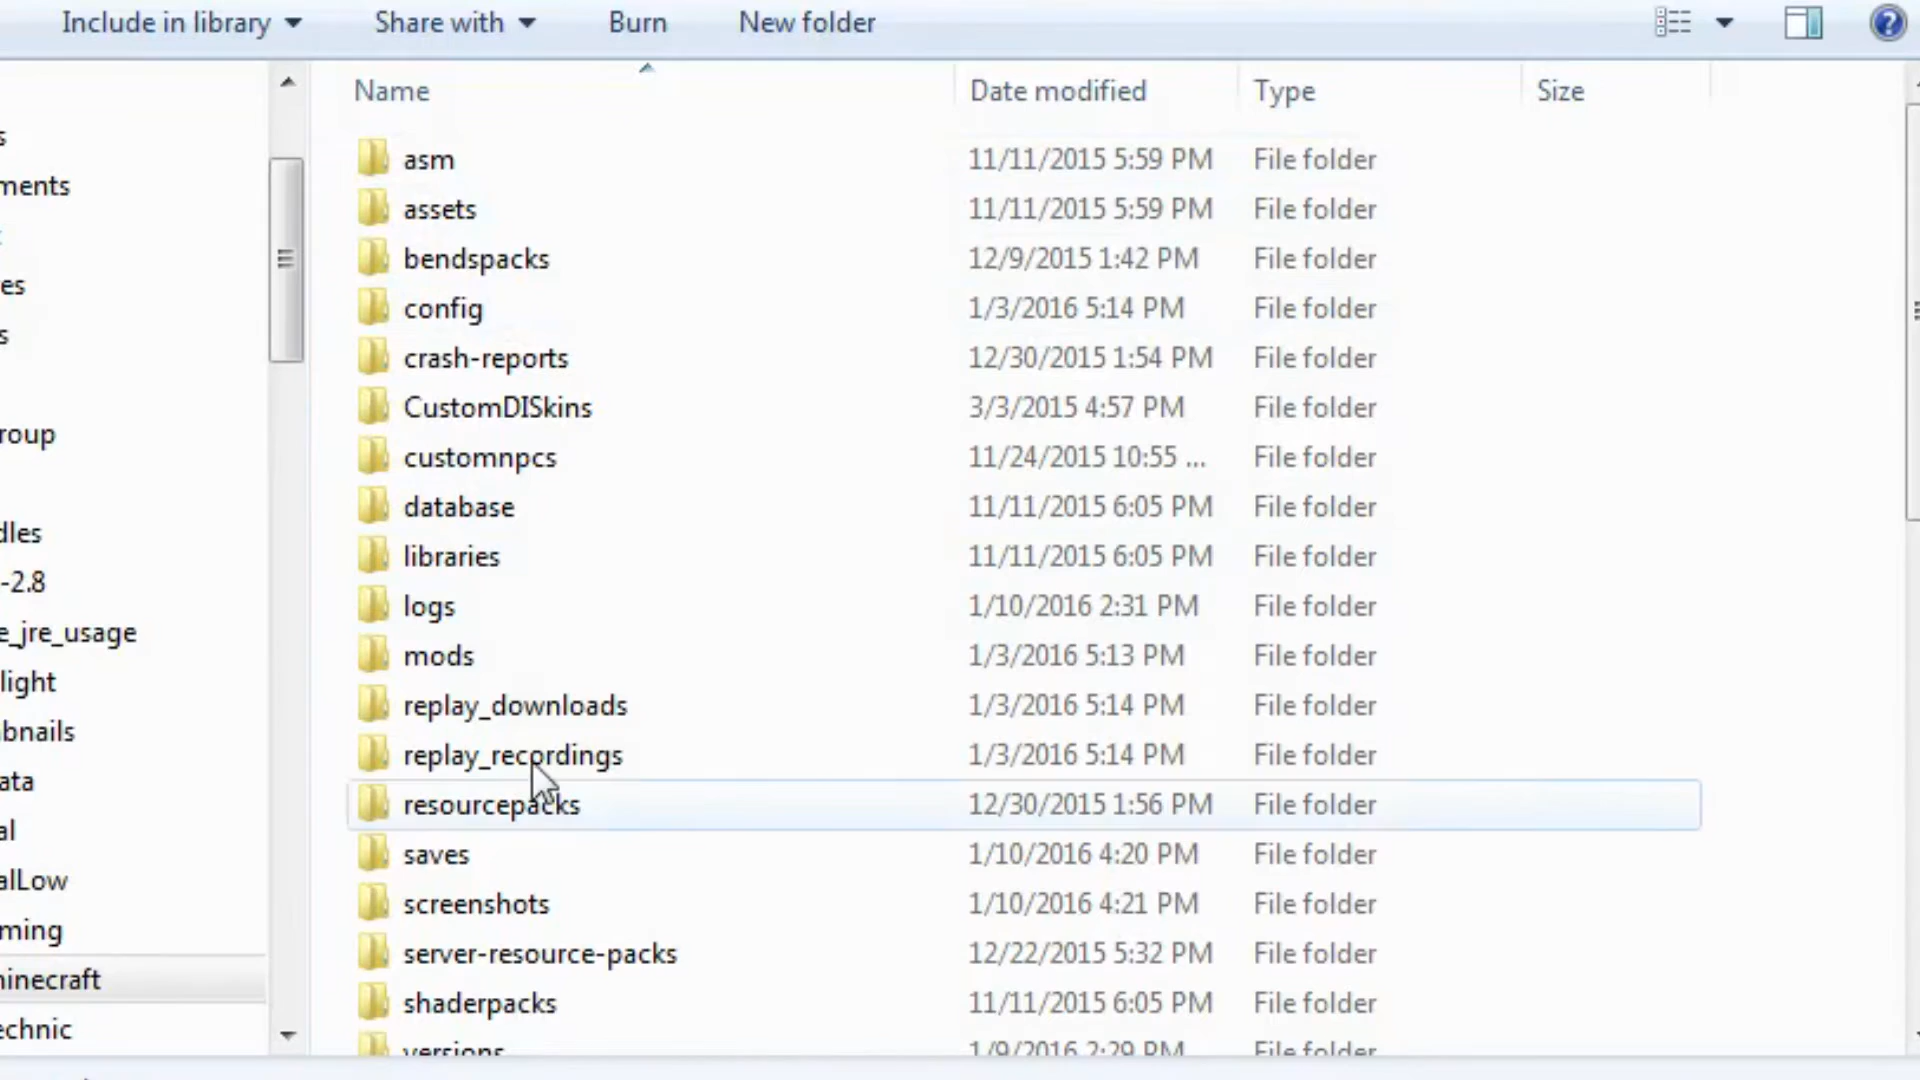 Include in library Share with Burn New folder
Name Date modified Type Size
s
ments
es
s
roup
dles
-2.8
e_jre_usage
light
bnails
ata
al
alLow
ming
ninecraft
echnic
asm 11/11/2015 5:59 PM File folder
assets 11/11/2015 5:59 PM File folder
bendspacks 12/9/2015 1:42 PM File folder
config 1/3/2016 5:14 PM File folder
crash-reports 12/30/2015 1:54 PM File folder
CustomDISkins 3/3/2015 4:57 PM File folder
customnpcs 11/24/2015 10:55 ... File folder
database 11/11/2015 6:05 PM File folder
libraries 11/11/2015 6:05 PM File folder
logs 1/10/2016 2:31 PM File folder
mods 1/3/2016 5:13 PM File folder
replay_downloads 1/3/2016 5:14 PM File folder
replay_recordings 1/3/2016 5:14 PM File folder
resourcepacks 12/30/2015 1:56 PM File folder
saves 1/10/2016 4:20 PM File folder
screenshots 1/10/2016 4:21 PM File folder
server-resource-packs 12/22/2015 5:32 PM File folder
shaderpacks 11/11/2015 6:05 PM File folder
versions 1/9/2016 2:29 PM File folder